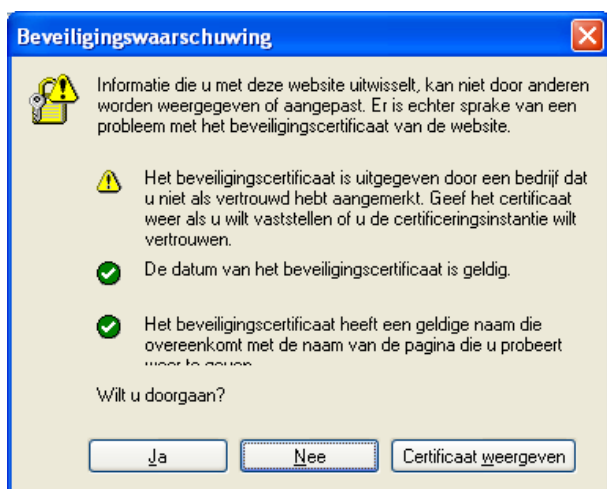 Beveiligingswaarschuwing
Informatie die u met deze website uitwisselt, kan niet door anderen
worden weergegeven of aangepast. Er is echter sprake van een
probleem met het beveiligingscertificaat van de website.
Het beveiligingscertificaat is uitgegeven door een bedrijf dat
u niet als vertrouwd hebt aangemerkt. Geef het certificaat
weer als u wilt vaststellen of u de certificeringsinstantie wilt
vertrouwen.
De datum van het beveiligingscertificaat is geldig.
Het beveiligingscertificaat heeft een geldige naam die
overeenkomt met de naam van de pagina die u probeert
Wilt u doorgaan?
Ja
Nee
Certificaat weergeven